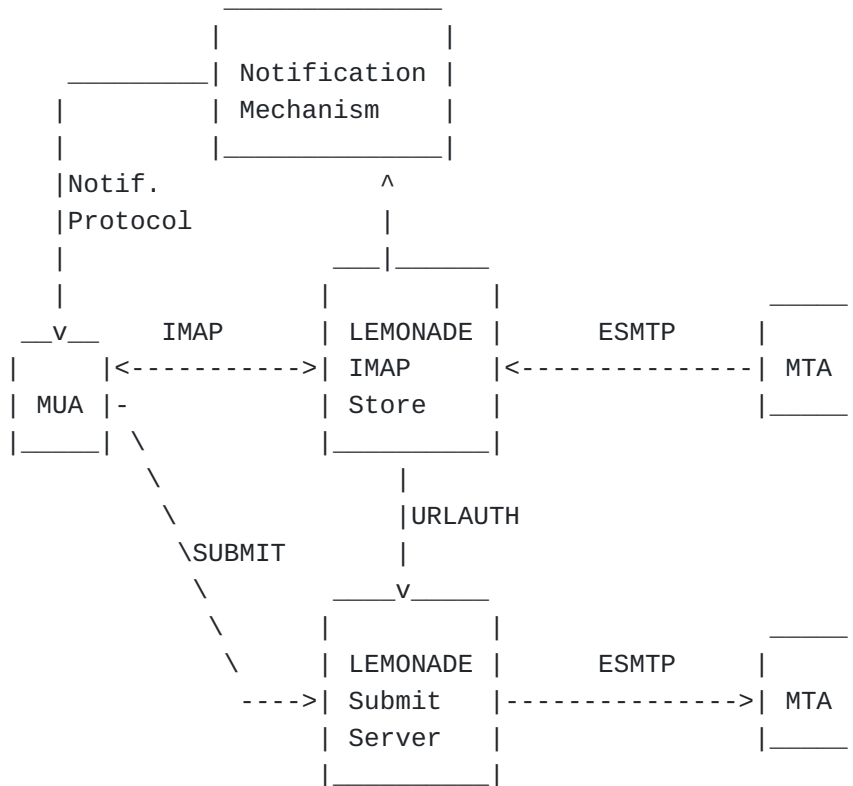 Notification
Mechanism
Notif.
Protocol
IMAP
LEMONADE
ESMTP
IMAP
MTA
MUA
Store
URLAUTH
SUBMIT
LEMONADE
ESMTP
Submit
MTA
Server